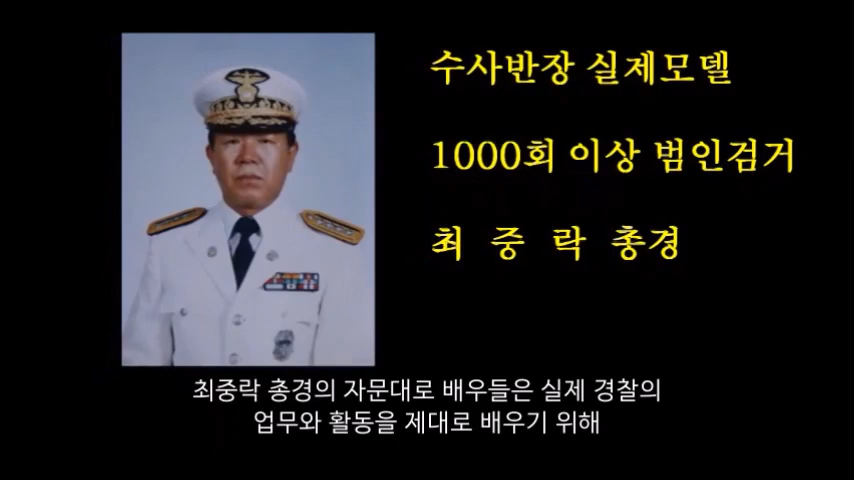 수사반장 실제모델
1000회 이상 범인검거
최 중 락 총경
최중락 총경의 자문대로 배우들은 실제 경찰의
업무와 활동을 제대로 배우기 위해